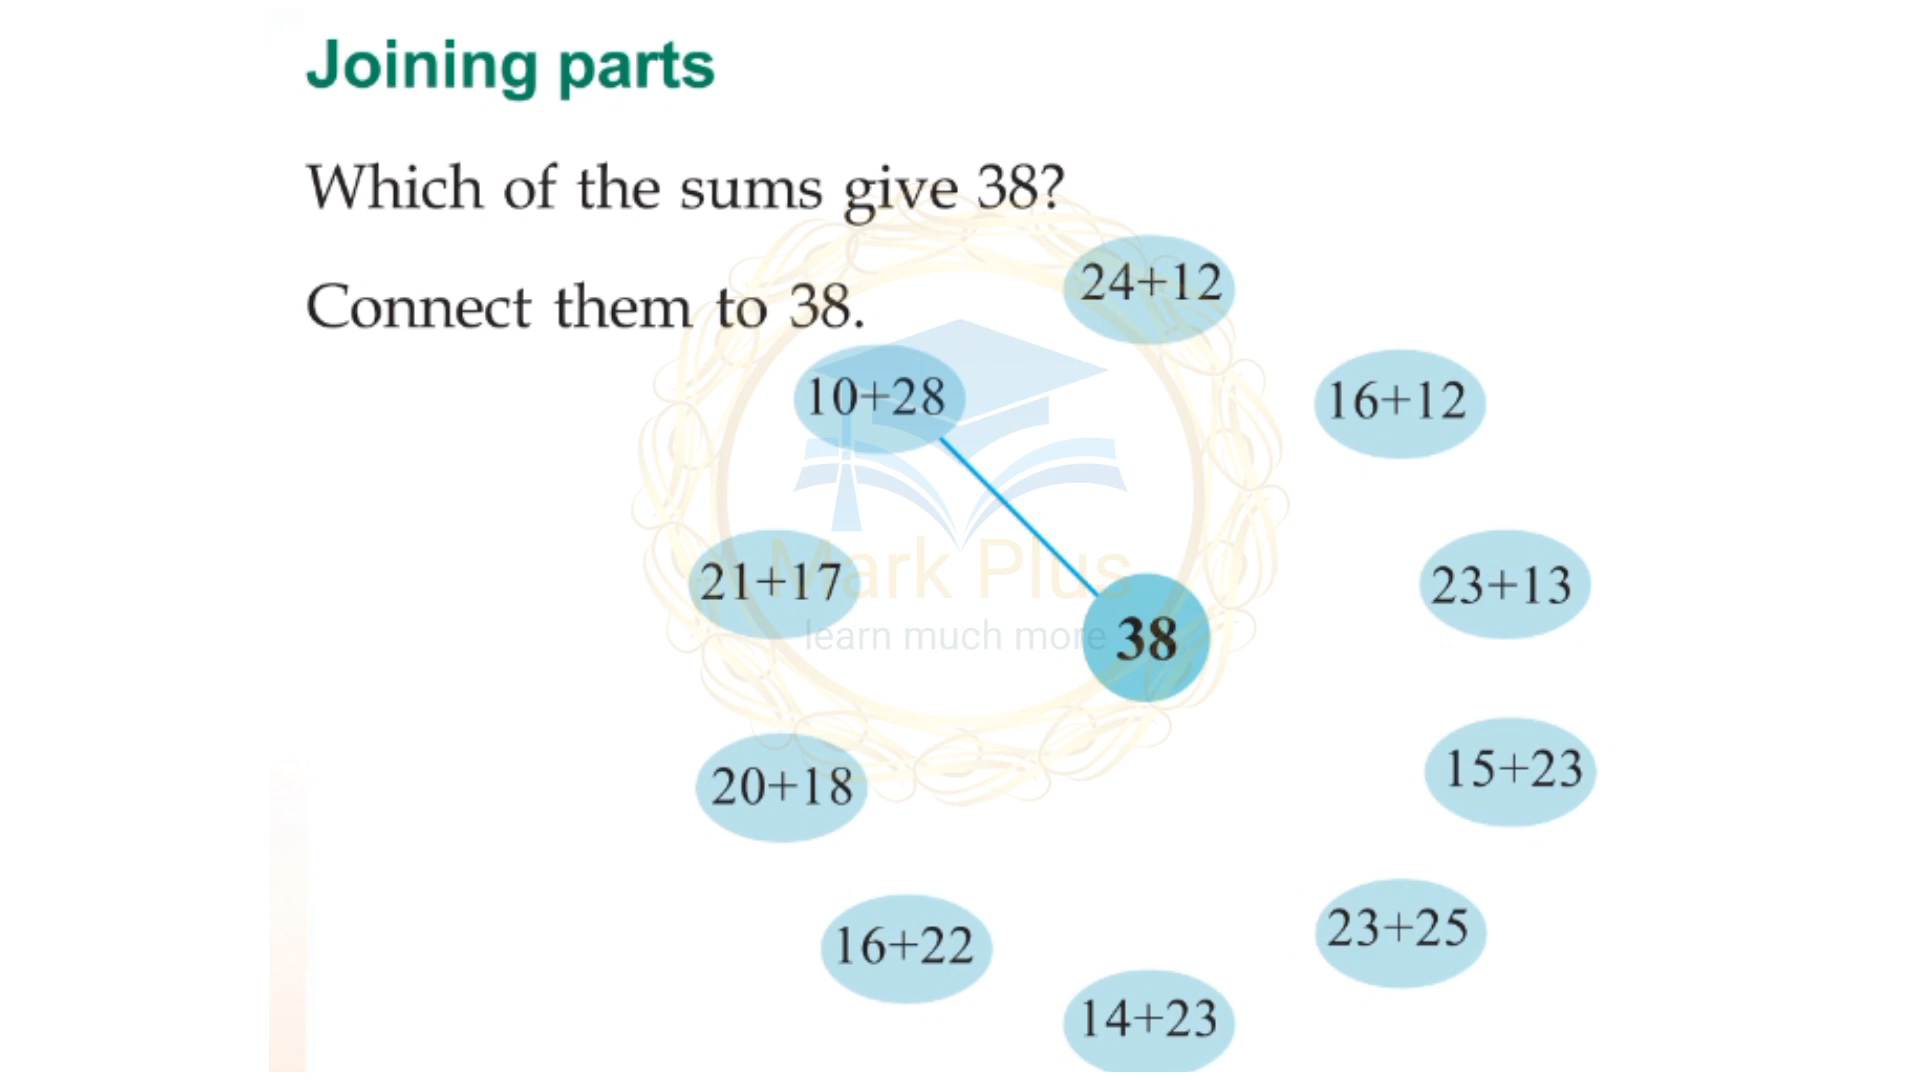 Joining parts
Which of the sums give 38?
Connect them to 38.
24+12
10+28
16+12
21+17
23+13
Mark Plus
learn much more
38
20+18
15+23
16+22
23+25
14+23